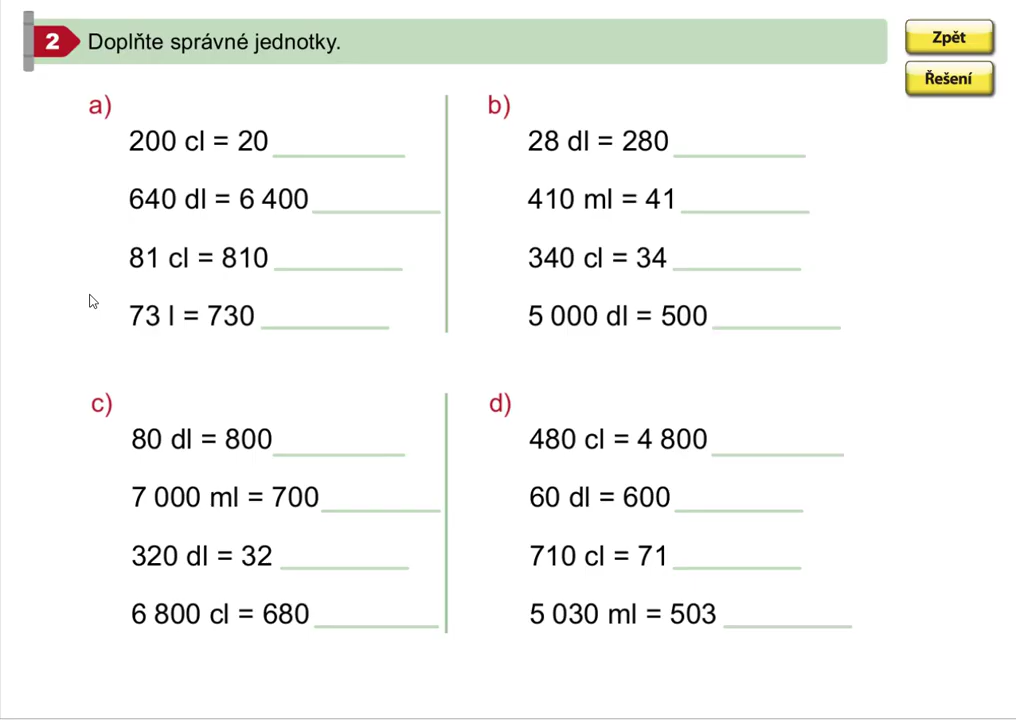 2 Doplňte správné jednotky.
Zpět
Řešení
a)
200 cl = 20
640 dl = 6 400
81 cl = 810
73 l = 730
b)
28 dl = 280
410 ml = 41
340 cl = 34
5 000 dl = 500
c)
80 dl = 800
7 000 ml = 700
320 dl = 32
6 800 cl = 680
d)
480 cl = 4 800
60 dl = 600
710 cl = 71
5 030 ml = 503